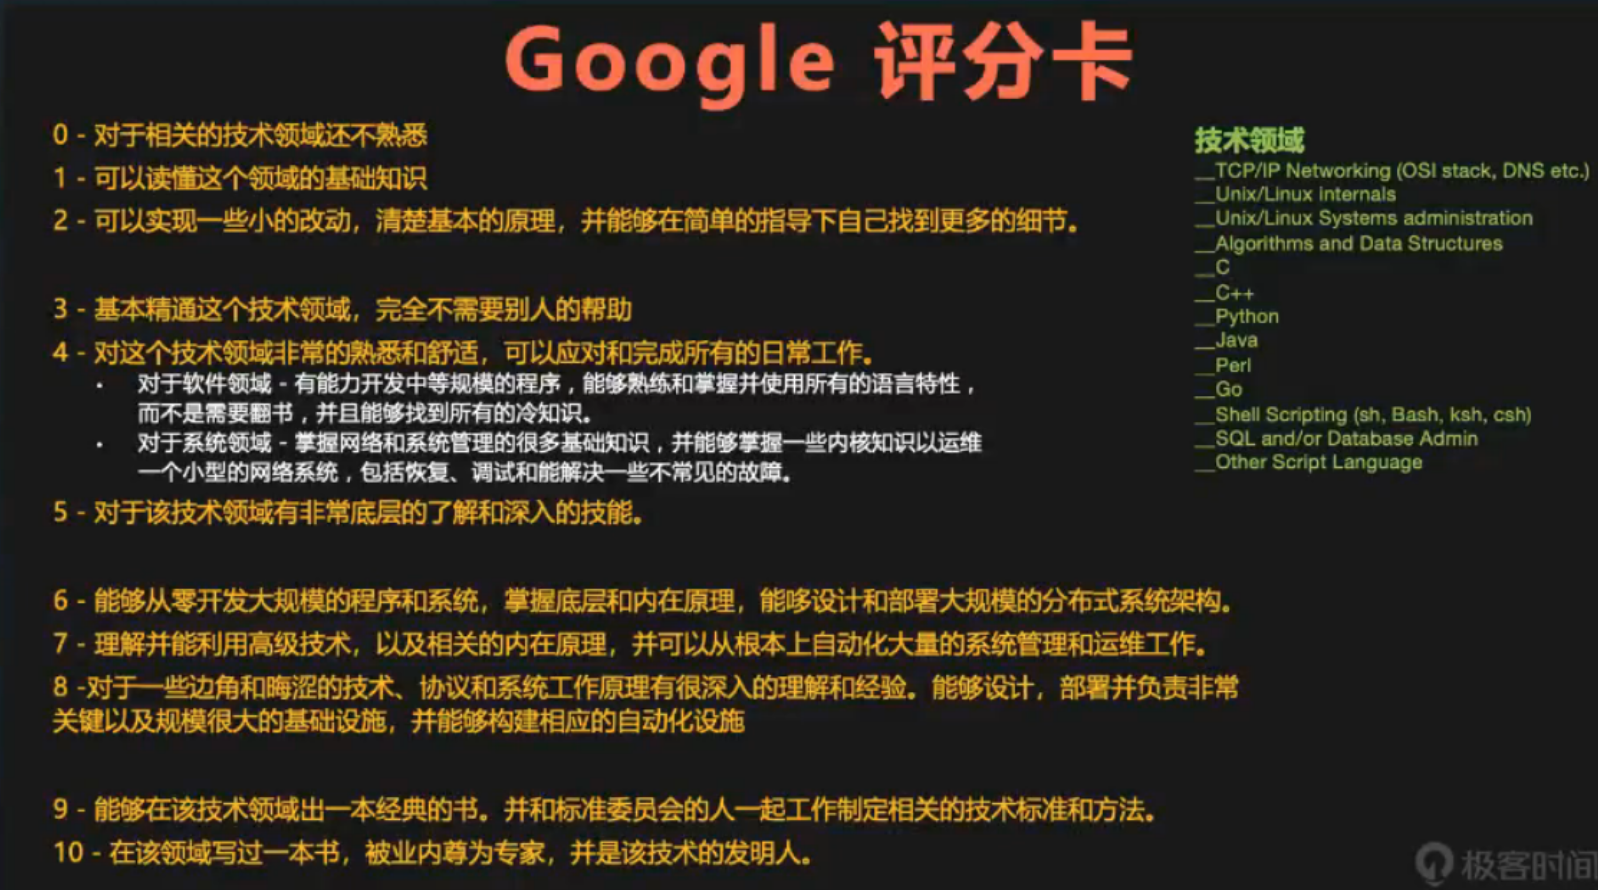 Google 评分卡
0 - 对于相关的技术领域还不熟悉
1 - 可以读懂这个领域的基础知识
2 - 可以实现一些小的改动，清楚基本的原理，并能够在简单的指导下自己找到更多的细节。
3 - 基本精通这个技术领域，完全不需要别人的帮助
4 - 对这个技术领域非常的熟悉和舒适，可以应对和完成所有的日常工作。
· 对于软件领域 - 有能力开发中等规模的程序，能够熟练和掌握并使用所有的语言特性，
而不是需要翻书，并且能够找到所有的冷知识。
· 对于系统领域 - 掌握网络和系统管理的很多基础知识，并能够掌握一些内核知识以运维
一个小型的网络系统，包括恢复、调试和能解决一些不常见的故障。
5 - 对于该技术领域有非常底层的了解和深入的技能。
6 - 能够从零开发大规模的程序和系统，掌握底层和内在原理，能哆设计和部署大规模的分布式系统架构。
7 - 理解并能利用高级技术，以及相关的内在原理，并可以从根本上自动化大量的系统管理和运维工作。
8 -对于一些边角和晦涩的技术、协议和系统工作原理有很深入的理解和经验。能够设计，部署并负责非常
关键以及规模很大的基础设施，并能够构建相应的自动化设施
9 - 能够在该技术领域出一本经典的书。并和标准委员会的人一起工作制定相关的技术标准和方法。
10 - 在该领域写过一本书，被业内尊为专家，并是该技术的发明人。
技术领域
__TCP/IP Networking (OSI stack, DNS etc.)
__Unix/Linux internals
__Unix/Linux Systems administration
__Algorithms and Data Structures
__C
__C++
__Python
__Java
__Perl
__Go
__Shell Scripting (sh, Bash, ksh, csh)
__SQL and/or Database Admin
__Other Script Language
极客时间